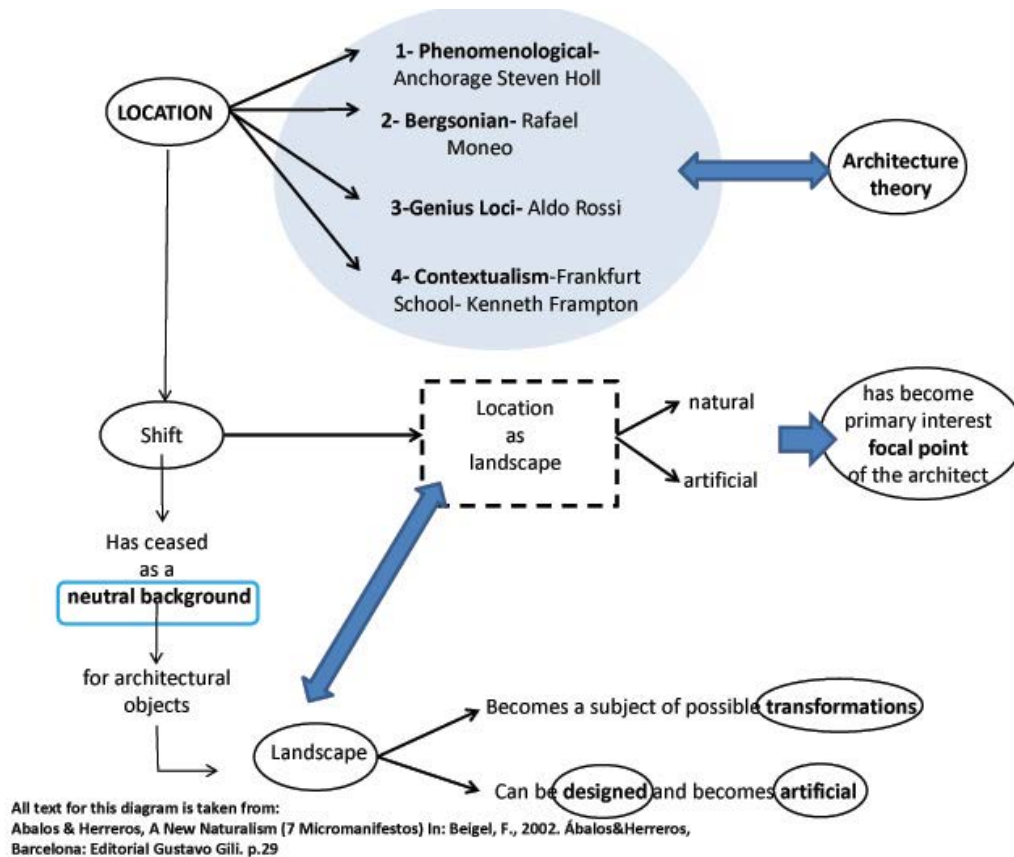 1- Phenomenological-
Anchorage Steven Holl
LOCATION
2- Bergsonian- Rafael
Moneo
Architecture
theory
3-Genius Loci- Aldo Rossi
4- Contextualism-Frankfurt
School- Kenneth Frampton
Shift
Location
as
landscape
natural
artificial
has become
primary interest
focal point
of the architect
Has ceased
as a
neutral background
for architectural
objects
Landscape
Becomes a subject of possible transformations
Can be designed and becomes artificial
All text for this diagram is taken from:
Abalos & Herreros, A New Naturalism (7 Micromanifestos) In: Beigel, F., 2002. Ábalos&Herreros,
Barcelona: Editorial Gustavo Gili. p.29